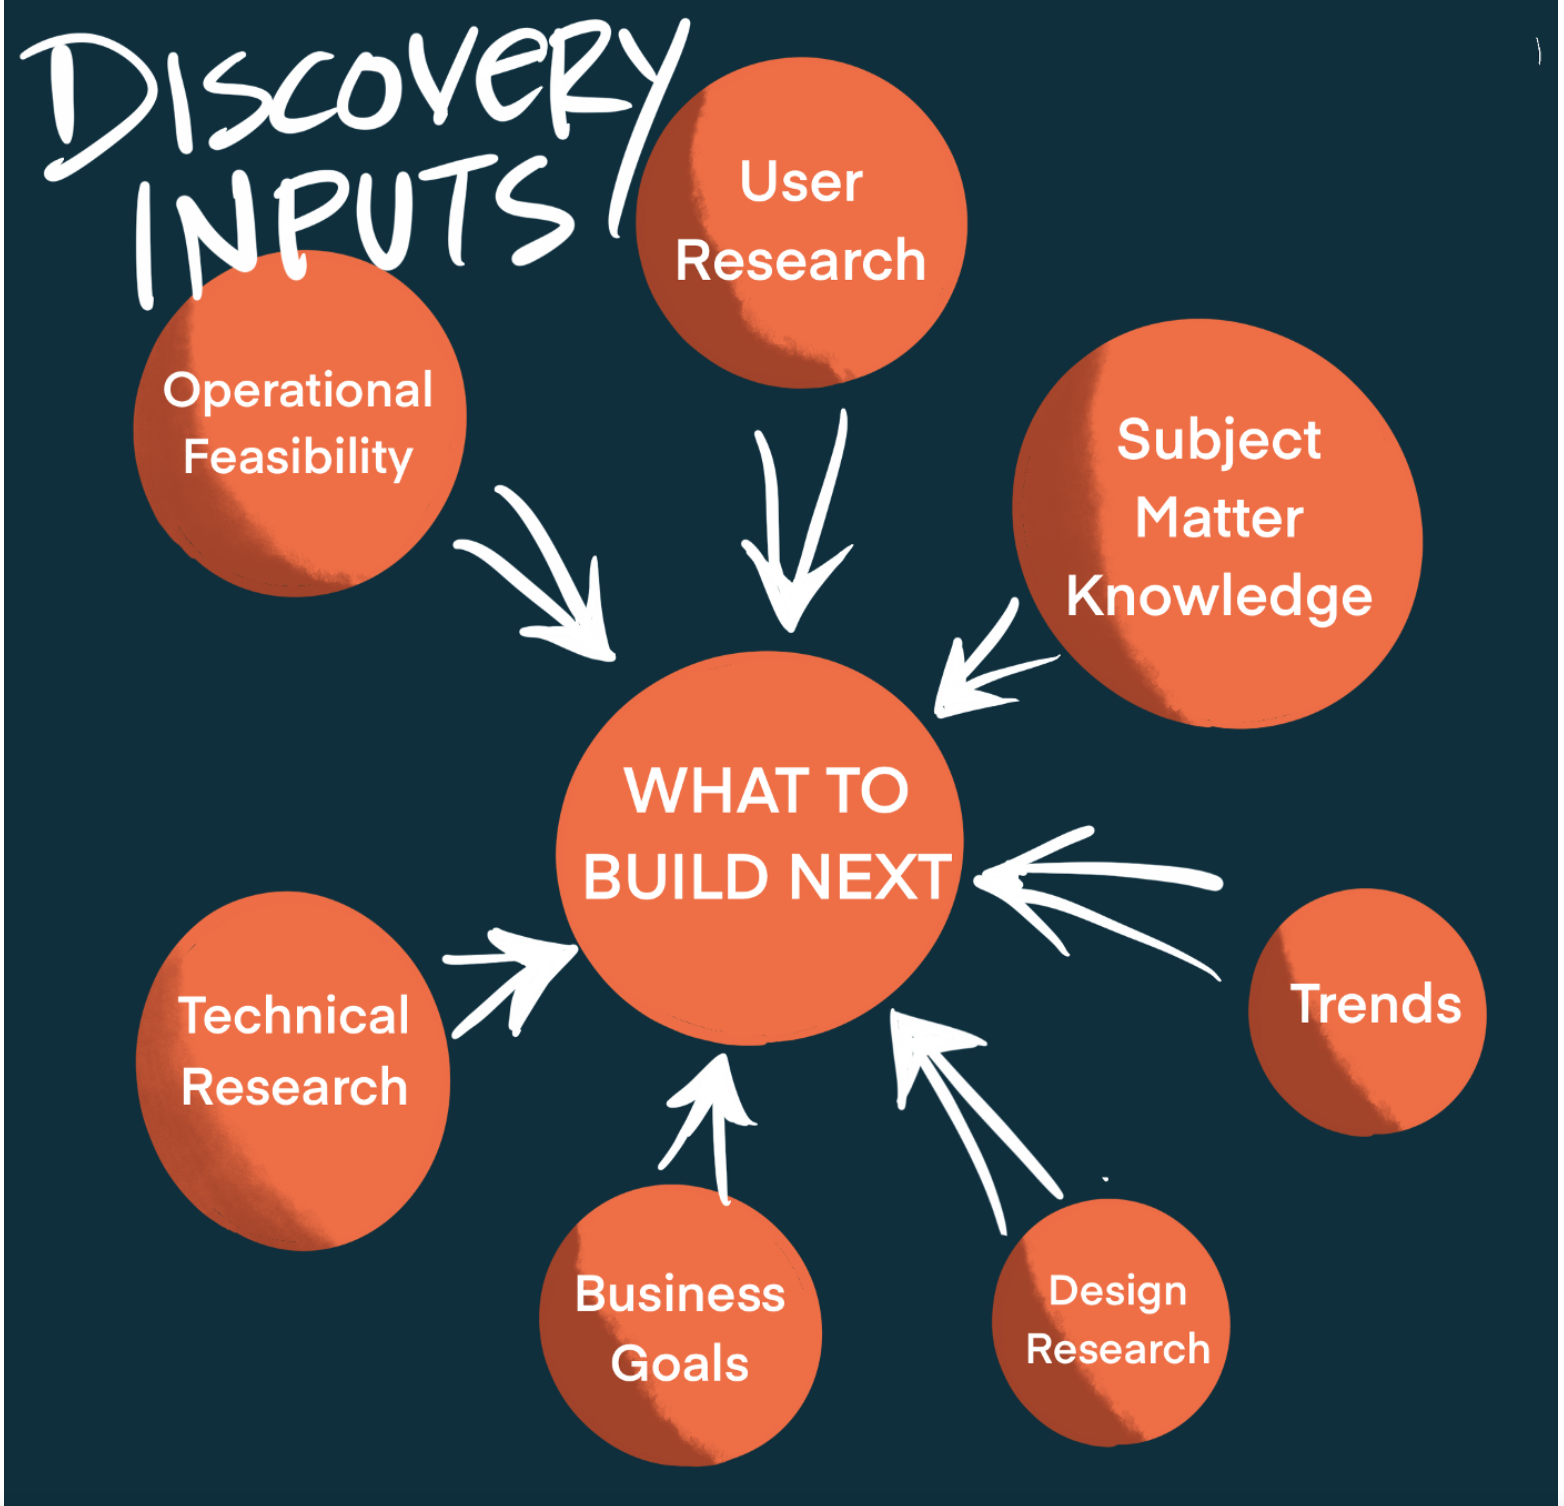 DISCOVERY
INPUTS
User
Research
Operational
Feasibility
Subject
Matter
Knowledge
WHAT TO
BUILD NEXT
Trends
Technical
Research
Business
Goals
Design
Research